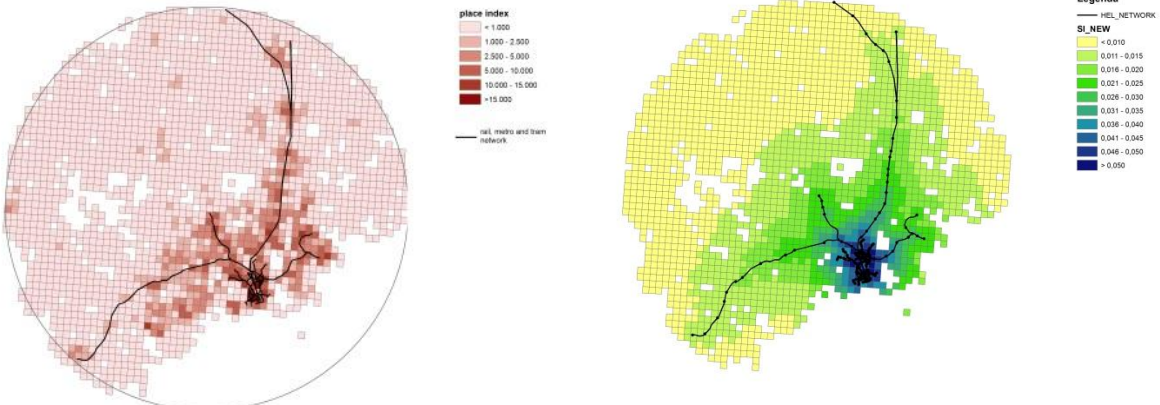 place index
< 1.000
1.000 - 2.500
2.500 - 5.000
5.000 - 10.000
10.000 - 15.000
>15.000
rail, metro and tram
network
Legenda
HEL_NETWORK
SI_NEW
< 0,010
0,011 - 0,015
0,016 - 0,020
0,021 - 0,025
0,026 - 0,030
0,031 - 0,035
0,036 - 0,040
0,041 - 0,045
0,046 - 0,050
> 0,050